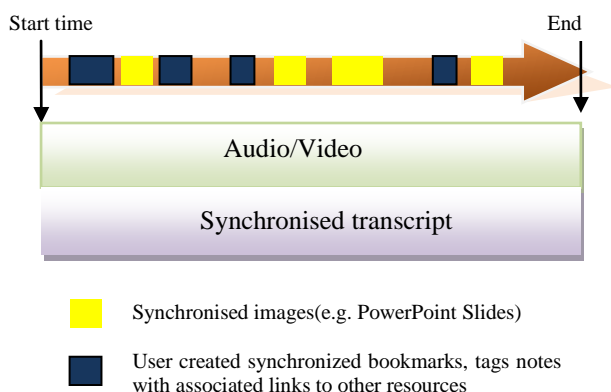 Start time
End
Audio/Video
Synchronised transcript
Synchronised images(e.g. PowerPoint Slides)
User created synchronized bookmarks, tags notes
with associated links to other resources